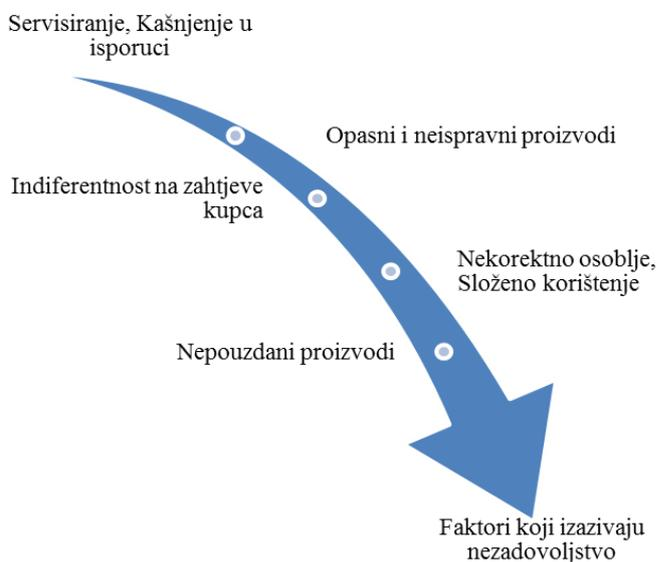 Servisiranje, Kašnjenje u
isporuci
Opasni i neispravni proizvodi
Indiferentnost na zahtjeve
kupca
Nekorektno osoblje,
Složeno korištenje
Nepouzdani proizvodi
Faktori koji izazivaju
nezadovoljstvo